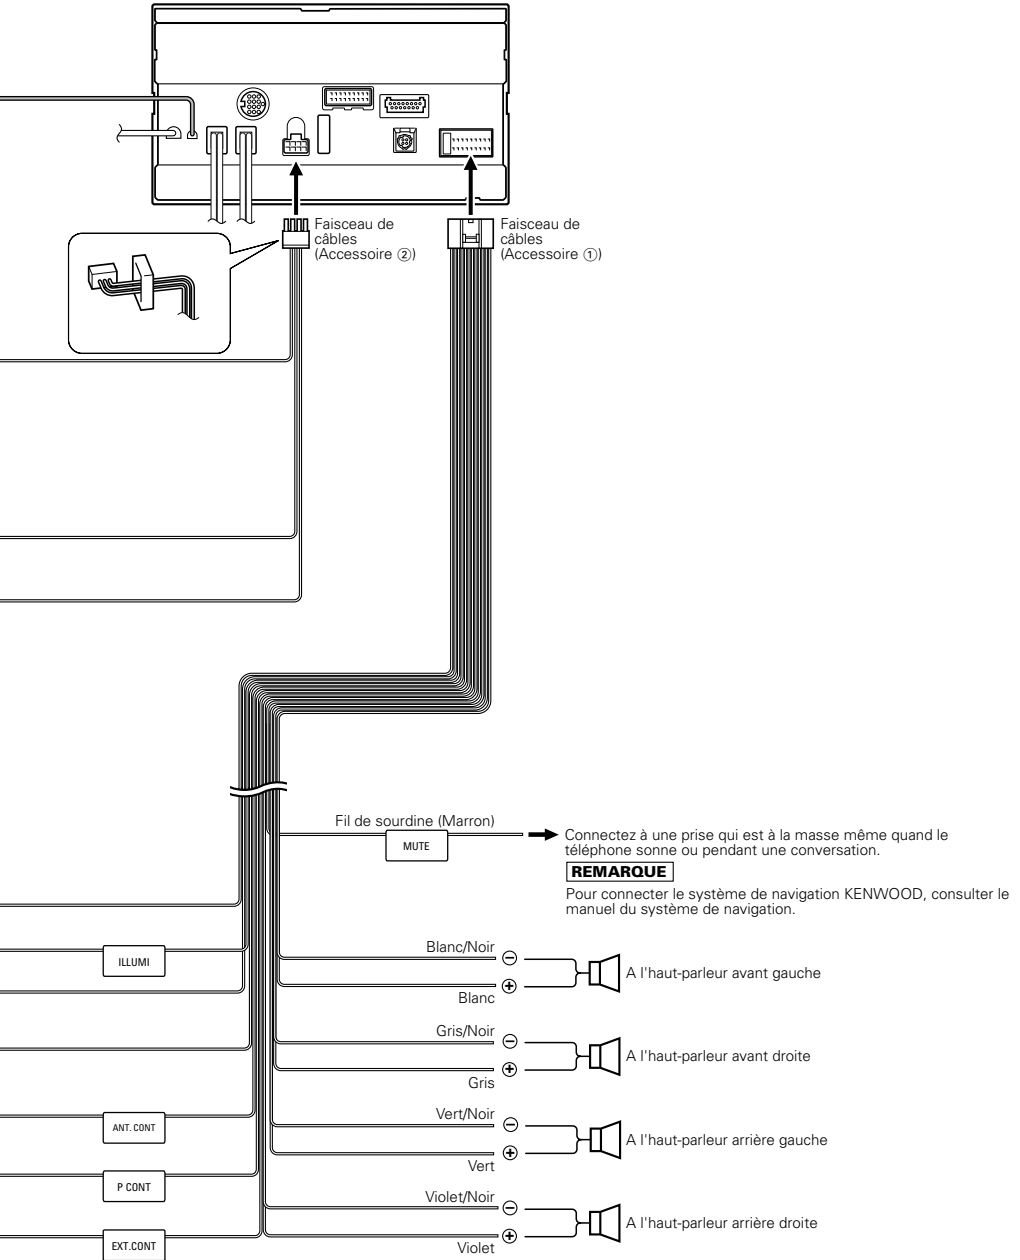 Faisceau de
câbles
(Accessoire ②)
Faisceau de
câbles
(Accessoire ①)
Fil de sourdine (Marron)
MUTE
Connectez à une prise qui est à la masse même quand le
téléphone sonne ou pendant une conversation.
REMARQUE
Pour connecter le système de navigation KENWOOD, consulter le
manuel du système de navigation.
ILLUMI
Blanc/Noir
⊖
⊕
Blanc
A l'haut-parleur avant gauche
Gris/Noir
⊖
⊕
Gris
A l'haut-parleur avant droite
ANT. CONT
Vert/Noir
⊖
⊕
Vert
A l'haut-parleur arrière gauche
P CONT
Violet/Noir
⊖
⊕
Violet
A l'haut-parleur arrière droite
EXT.CONT